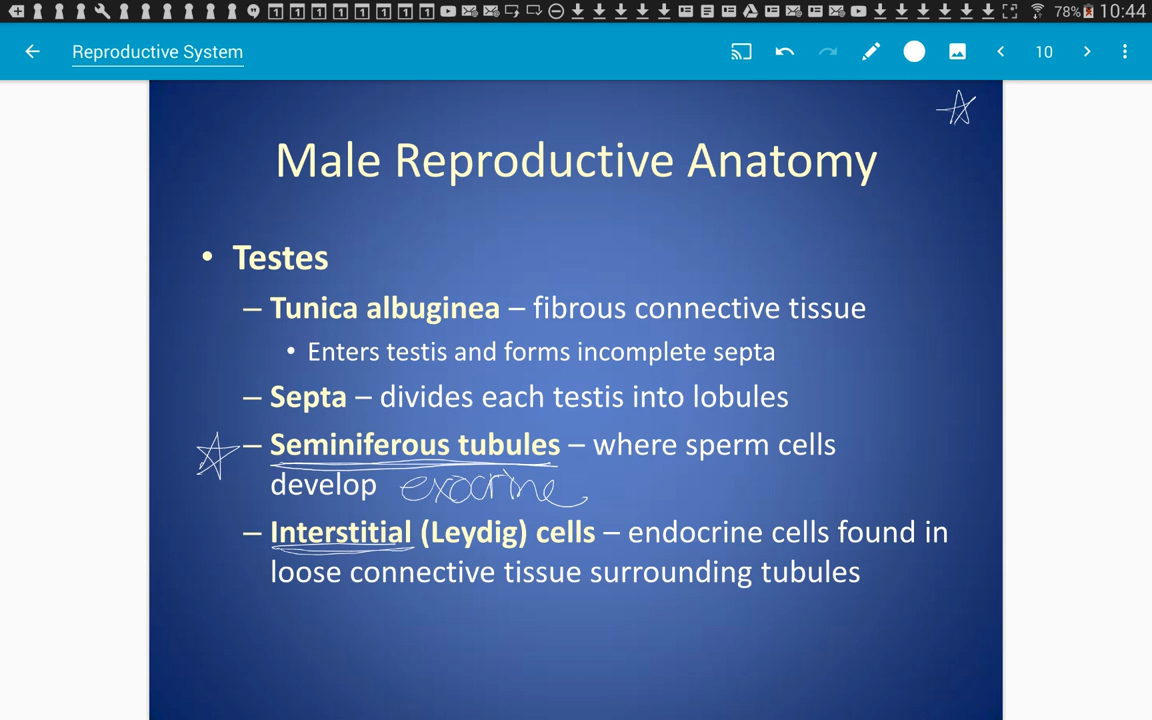 78% 10:44
Reproductive System 10
Male Reproductive Anatomy
• Testes
– Tunica albuginea – fibrous connective tissue
• Enters testis and forms incomplete septa
– Septa – divides each testis into lobules
– Seminiferous tubules – where sperm cells
develop exocrine
– Interstitial (Leydig) cells – endocrine cells found in
loose connective tissue surrounding tubules